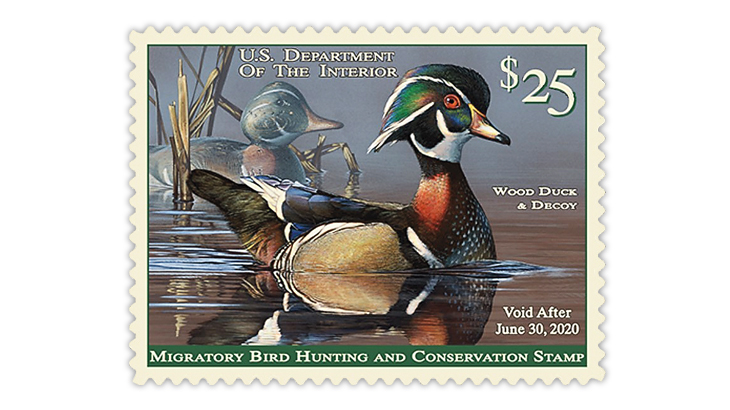 U.S. Department
Of The Interior
$25
Wood Duck
& Decoy
Void After
June 30, 2020
Migratory Bird Hunting and Conservation Stamp